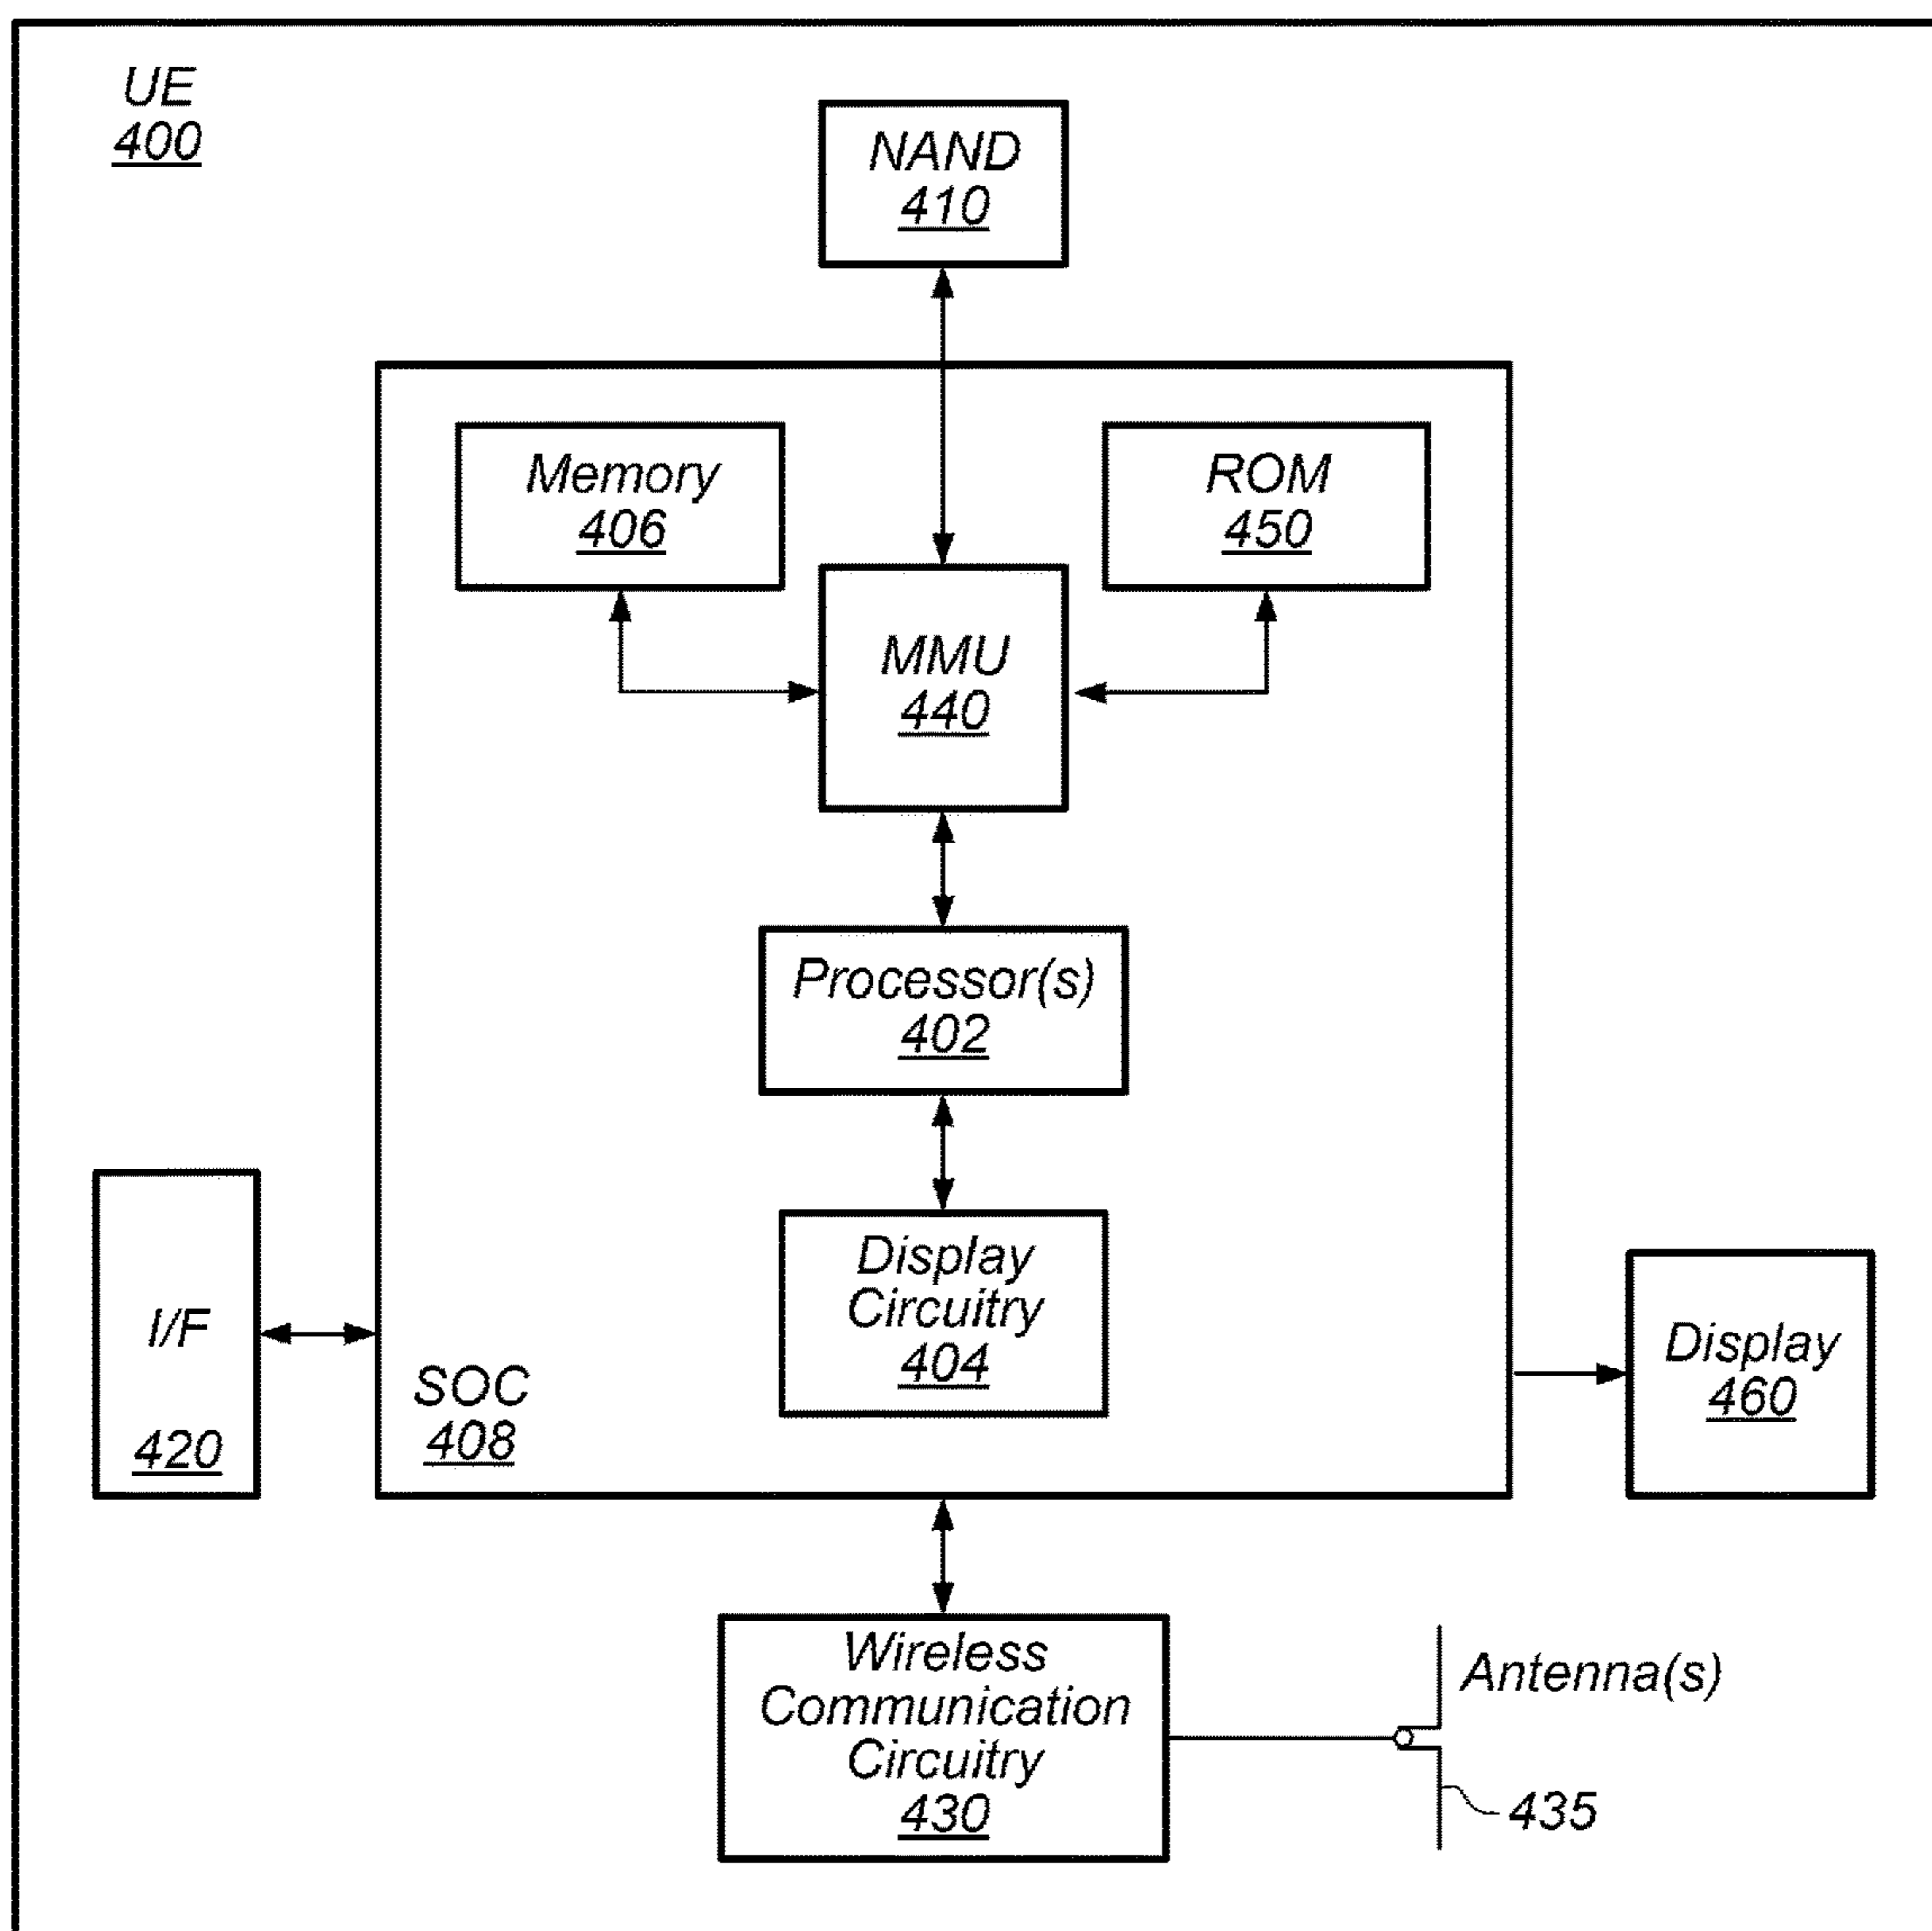 UE
400
NAND
410
Memory
406
ROM
450
MMU
440
Processor(s)
402
Display
Circuitry
404
I/F
420
SOC
408
Display
460
Wireless
Communication
Circuitry
430
Antenna(s)
435